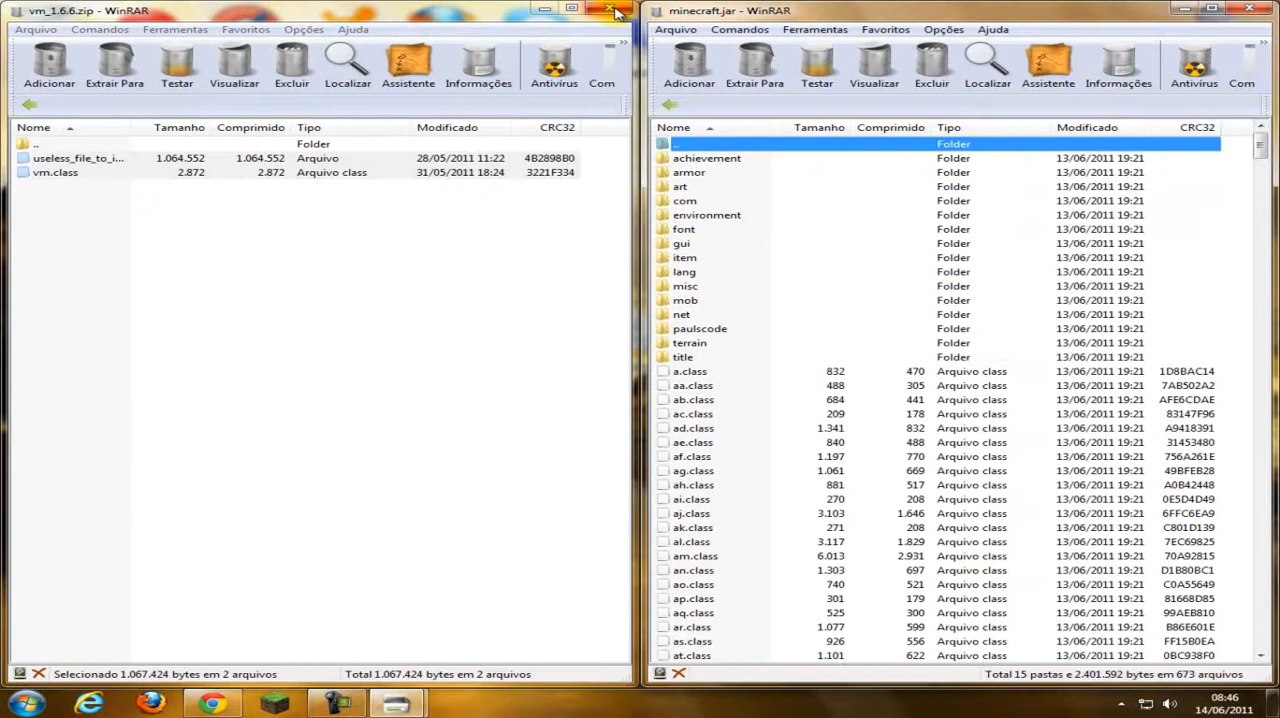 vm_1.6.6.zip - WinRAR
Arquivo Comandos Ferramentas Favoritos Opções Ajuda
Adicionar Extrair Para Testar Visualizar Excluir Localizar Assistente Informações Antivírus Com
Nome Tamanho Comprimido Tipo Modificado CRC32
.. Folder
useless_file_to_i... 1.064.552 1.064.552 Arquivo 28/05/2011 11:22 4B2898B0
vm.class 2.872 2.872 Arquivo class 31/05/2011 18:24 3221F334
Selecionado 1.067.424 bytes em 2 arquivos Total 1.067.424 bytes em 2 arquivos
minecraft.jar - WinRAR
Arquivo Comandos Ferramentas Favoritos Opções Ajuda
Adicionar Extrair Para Testar Visualizar Excluir Localizar Assistente Informações Antivírus Com
Nome Tamanho Comprimido Tipo Modificado CRC32
.. Folder
achievement Folder 13/06/2011 19:21
armor Folder 13/06/2011 19:21
art Folder 13/06/2011 19:21
com Folder 13/06/2011 19:21
environment Folder 13/06/2011 19:21
font Folder 13/06/2011 19:21
gui Folder 13/06/2011 19:21
item Folder 13/06/2011 19:21
lang Folder 13/06/2011 19:21
misc Folder 13/06/2011 19:21
mob Folder 13/06/2011 19:21
net Folder 13/06/2011 19:21
paulscode Folder 13/06/2011 19:21
terrain Folder 13/06/2011 19:21
title Folder 13/06/2011 19:21
a.class 832 470 Arquivo class 13/06/2011 19:21 1D8BAC14
aa.class 488 305 Arquivo class 13/06/2011 19:21 7AB502A2
ab.class 684 441 Arquivo class 13/06/2011 19:21 AFE6CDAE
ac.class 209 178 Arquivo class 13/06/2011 19:21 83147F96
ad.class 1.341 832 Arquivo class 13/06/2011 19:21 A9418391
ae.class 840 488 Arquivo class 13/06/2011 19:21 31453480
af.class 1.197 770 Arquivo class 13/06/2011 19:21 756A261E
ag.class 1.061 669 Arquivo class 13/06/2011 19:21 49BFEB28
ah.class 881 517 Arquivo class 13/06/2011 19:21 A0B42448
ai.class 270 208 Arquivo class 13/06/2011 19:21 0E5D4D49
aj.class 3.103 1.646 Arquivo class 13/06/2011 19:21 6FFC6EA9
ak.class 271 208 Arquivo class 13/06/2011 19:21 C801D139
al.class 3.117 1.829 Arquivo class 13/06/2011 19:21 7EC69825
am.class 6.013 2.931 Arquivo class 13/06/2011 19:21 70A92815
an.class 1.303 697 Arquivo class 13/06/2011 19:21 D1B80BC1
ao.class 740 521 Arquivo class 13/06/2011 19:21 C0A55649
ap.class 301 179 Arquivo class 13/06/2011 19:21 81668D85
aq.class 525 300 Arquivo class 13/06/2011 19:21 99AEB810
ar.class 1.077 599 Arquivo class 13/06/2011 19:21 B86E601E
as.class 926 556 Arquivo class 13/06/2011 19:21 FF15B0EA
at.class 1.101 622 Arquivo class 13/06/2011 19:21 0BC938F0
Total 15 pastas e 2.401.592 bytes em 673 arquivos
08:46
14/06/2011